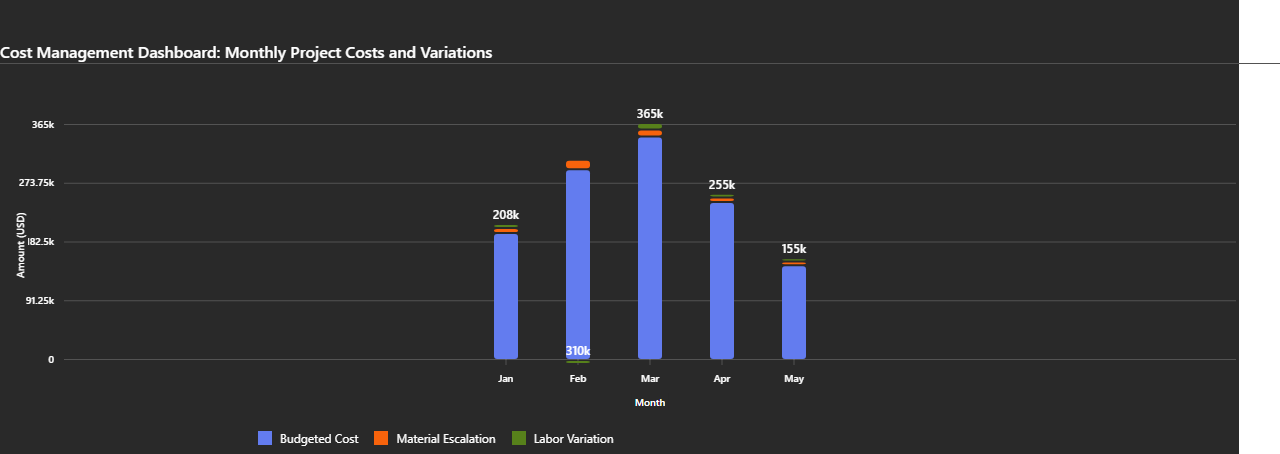 Cost Management Dashboard: Monthly Project Costs and Variations
365k
365k
273.75k
255k
208k
Amount (USD)
182.5k
155k
91.25k
310k
0
Jan Feb Mar Apr May
Month
Budgeted Cost Material Escalation Labor Variation